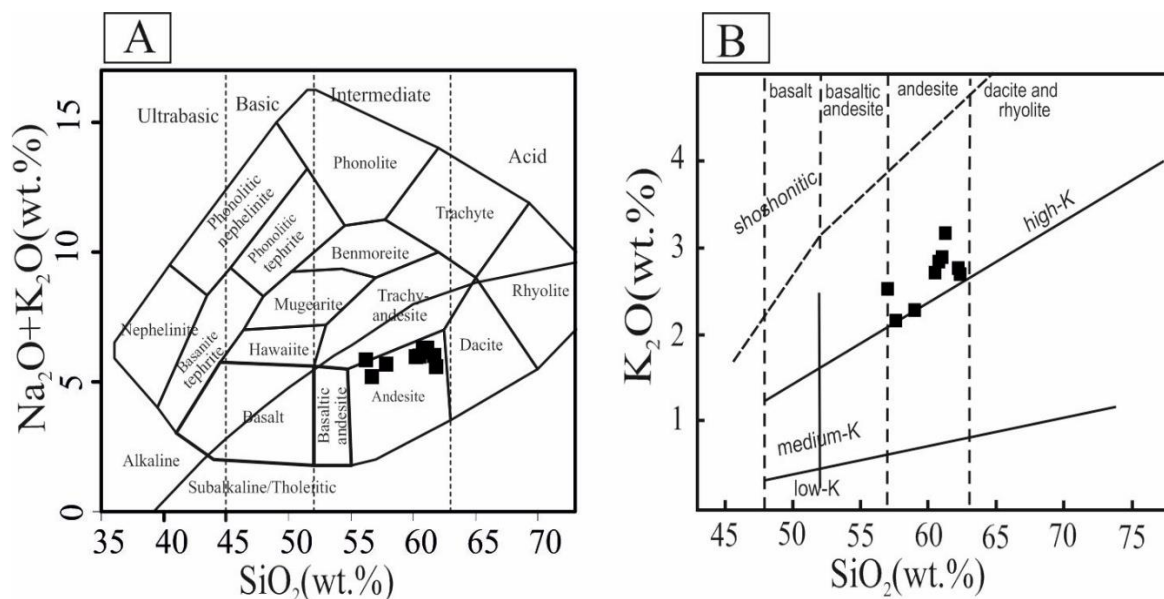 A
Ultrabasic
Basic
Intermediate
Acid
Phonolite
Phonolitic
nephelinite
Phonolitic
tephrite
Trachyte
Benmoreite
Mugearite
Trachy-
andesite
Rhyolite
Nephelinite
Basanite
tephrite
Hawaiite
Dacite
Basalt
Basaltic
andesite
Andesite
Alkaline
Subalkaline/Tholeiitic
Na₂O+K₂O(wt.%)
15
10
5
0
35
45
50
55
60
65
70
SiO₂(wt.%)
B
basalt
basaltic
andesite
andesite
dacite and
rhyolite
shoshonitic
high-K
medium-K
low-K
K₂O(wt.%)
4
3
2
1
45
50
55
60
65
70
75
SiO₂(wt.%)